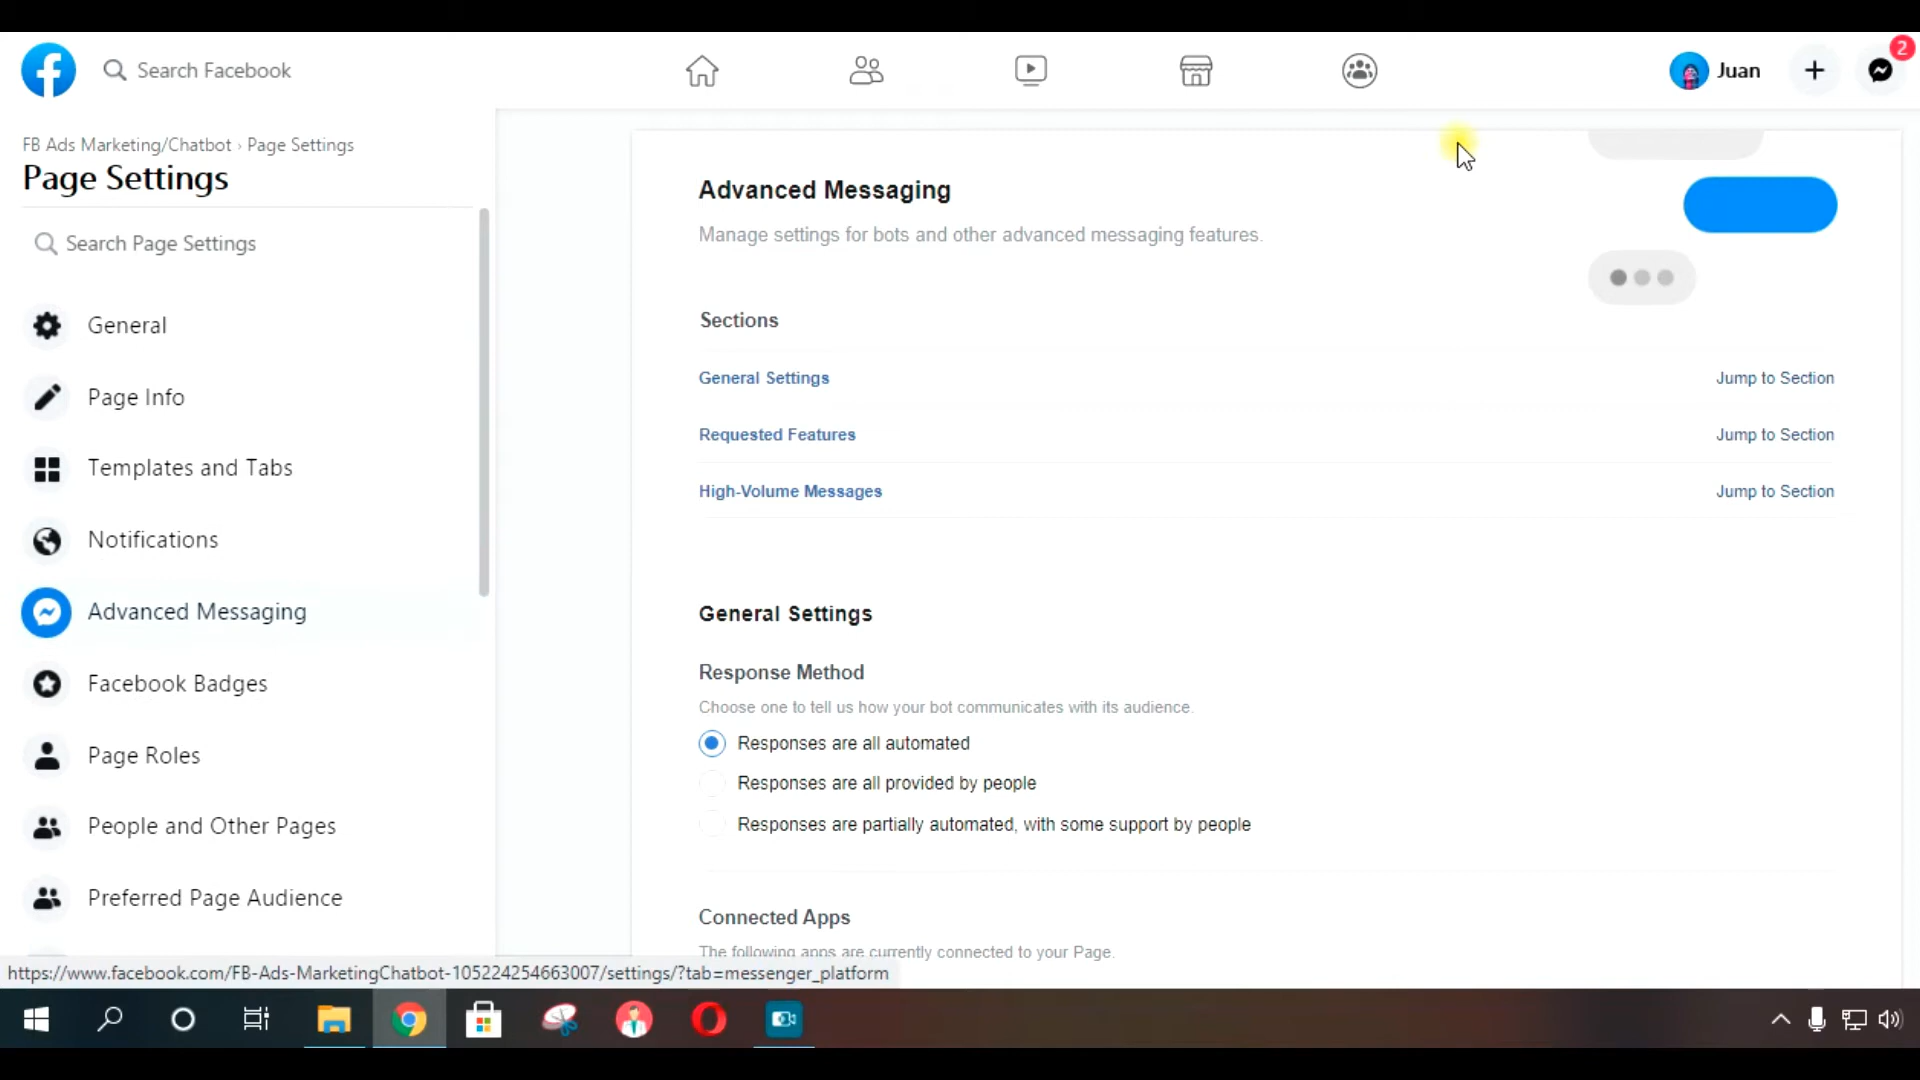 Search Facebook
Juan
2
FB Ads Marketing/Chatbot › Page Settings
Page Settings
Search Page Settings
General
Page Info
Templates and Tabs
Notifications
Advanced Messaging
Facebook Badges
Page Roles
People and Other Pages
Preferred Page Audience
Advanced Messaging
Manage settings for bots and other advanced messaging features.
Sections
General Settings Jump to Section
Requested Features Jump to Section
High-Volume Messages Jump to Section
General Settings
Response Method
Choose one to tell us how your bot communicates with its audience.
Responses are all automated
Responses are all provided by people
Responses are partially automated, with some support by people
Connected Apps
The following apps are currently connected to your Page.
https://www.facebook.com/FB-Ads-MarketingChatbot-105224254663007/settings/?tab=messenger_platform